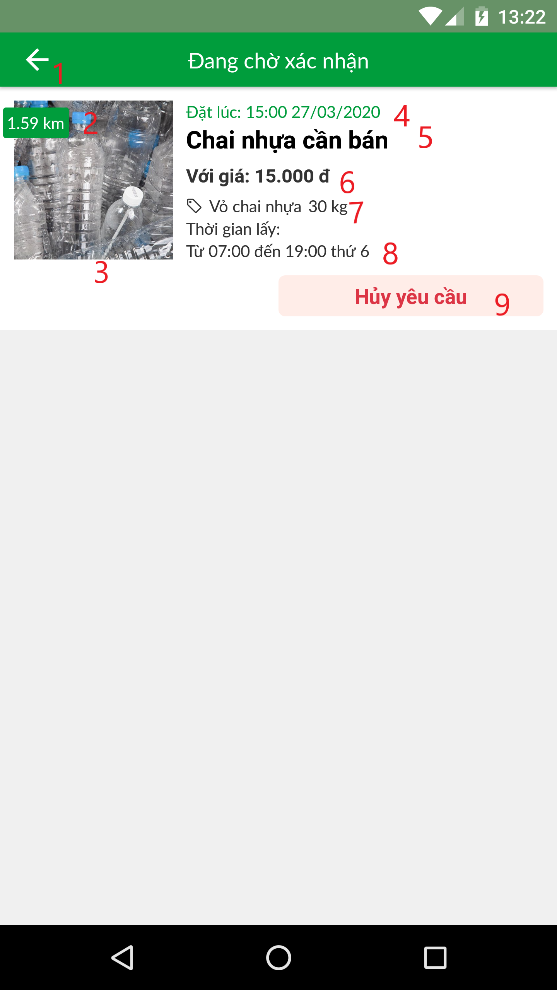 13:22
Đang chờ xác nhận
1
1.59 km
2
3
Đặt lúc: 15:00 27/03/2020 4
Chai nhựa cần bán 5
Với giá: 15.000 đ 6
Vỏ chai nhựa 30 kg 7
Thời gian lấy:
Từ 07:00 đến 19:00 thứ 6 8
Hủy yêu cầu 9